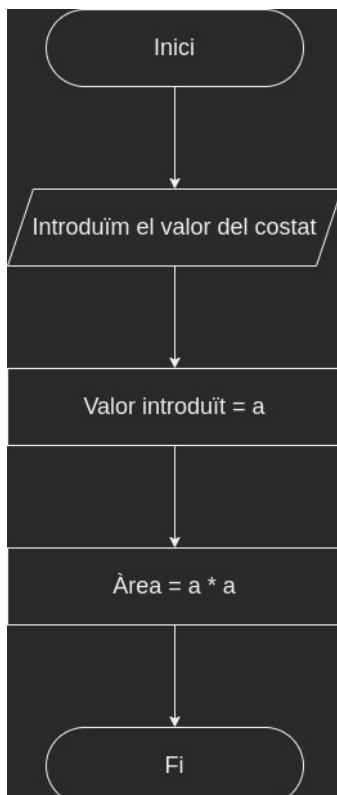 Inici
Introduïm el valor del costat
Valor introduït = a
Àrea = a * a
Fi